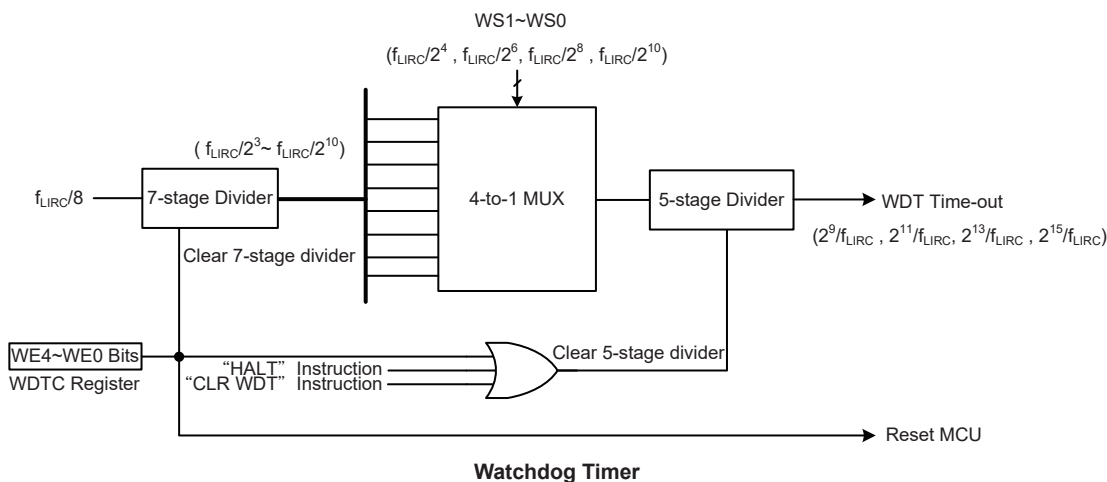 WS1~WS0
(fLIRC/2^4 , fLIRC/2^6, fLIRC/2^8 , fLIRC/2^10)
( fLIRC/2^3~ fLIRC/2^10)
fLIRC/8
7-stage Divider
4-to-1 MUX
5-stage Divider
WDT Time-out
(2^9/fLIRC , 2^11/fLIRC, 2^13/fLIRC , 2^15/fLIRC)
Clear 7-stage divider
WE4~WE0 Bits
WDTC Register
“HALT” Instruction
“CLR WDT” Instruction
Clear 5-stage divider
Reset MCU
Watchdog Timer